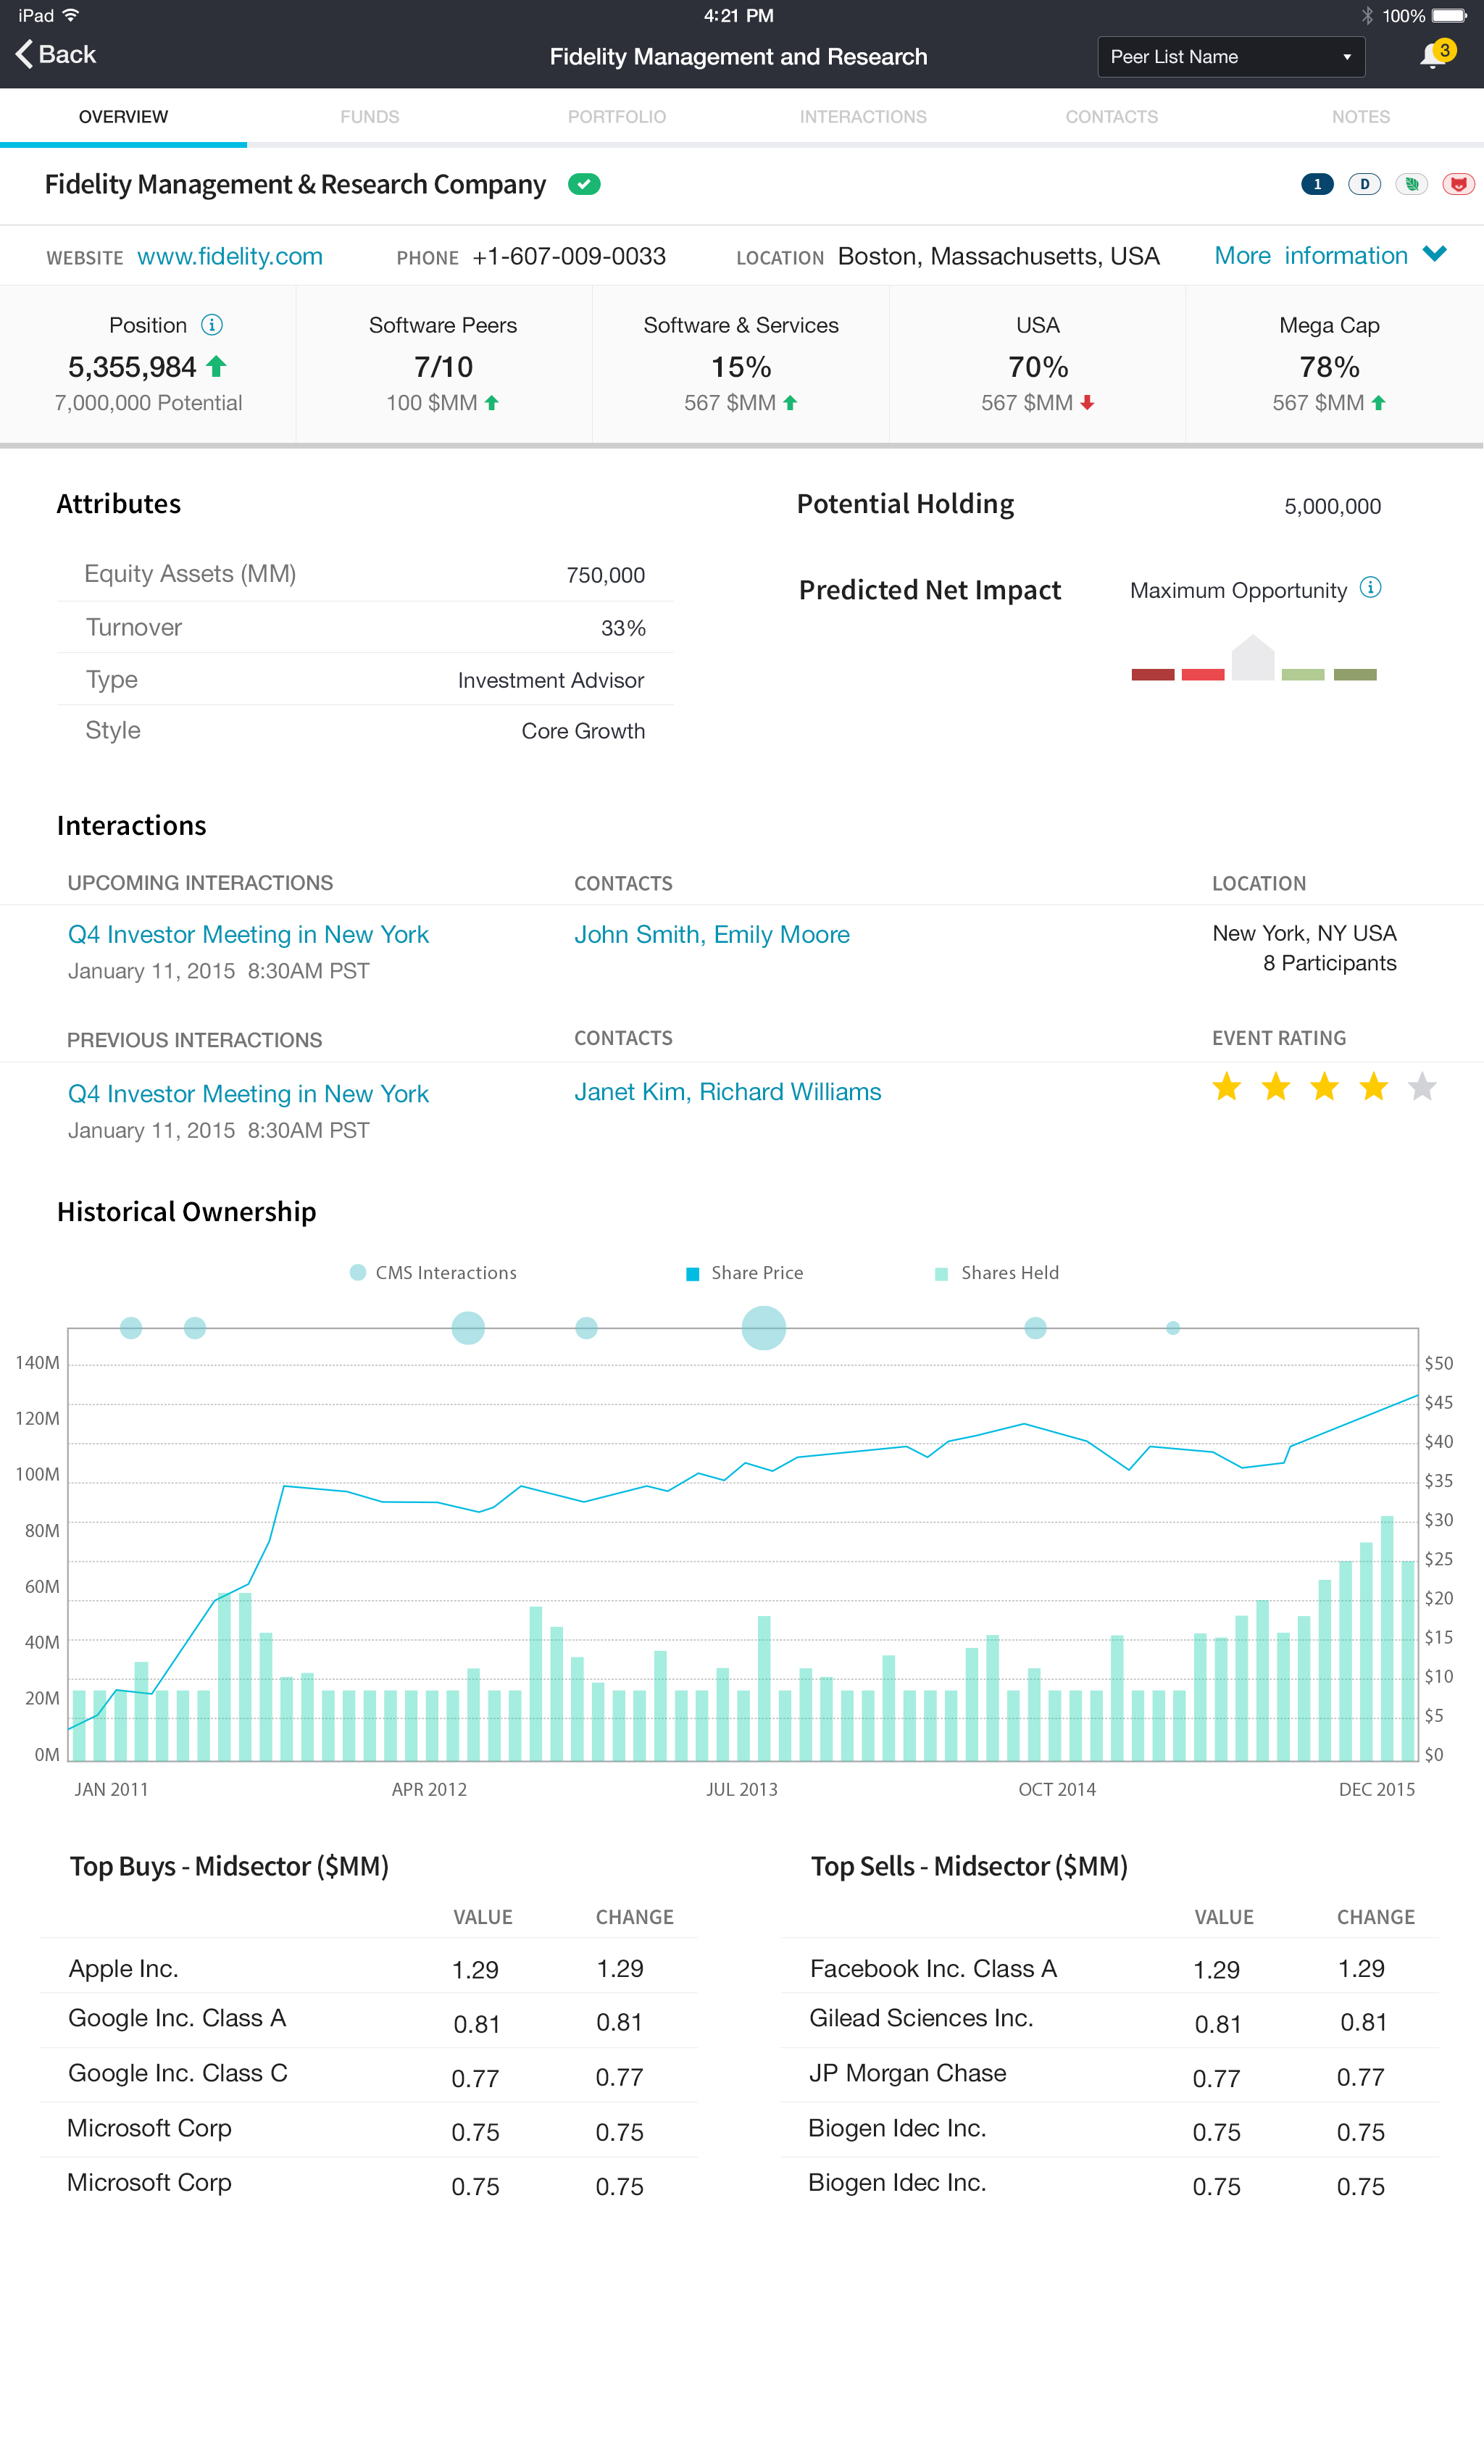 iPad 4:21 PM 100%
Back Fidelity Management and Research Peer List Name 3
OVERVIEW FUNDS PORTFOLIO INTERACTIONS CONTACTS NOTES
Fidelity Management & Research Company 1 D
WEBSITE www.fidelity.com PHONE +1-607-009-0033 LOCATION Boston, Massachusetts, USA More information
Position i Software Peers Software & Services USA Mega Cap
5,355,984 7/10 15% 70% 78%
7,000,000 Potential 100 $MM 567 $MM 567 $MM 567 $MM
Attributes
Equity Assets (MM) 750,000
Turnover 33%
Type Investment Advisor
Style Core Growth
Potential Holding 5,000,000
Predicted Net Impact Maximum Opportunity i
Interactions
UPCOMING INTERACTIONS CONTACTS LOCATION
Q4 Investor Meeting in New York John Smith, Emily Moore New York, NY USA
January 11, 2015 8:30AM PST 8 Participants
PREVIOUS INTERACTIONS CONTACTS EVENT RATING
Q4 Investor Meeting in New York Janet Kim, Richard Williams
January 11, 2015 8:30AM PST
Historical Ownership
CMS Interactions Share Price Shares Held
140M
120M
100M
80M
60M
40M
20M
0M
$50
$45
$40
$35
$30
$25
$20
$15
$10
$5
$0
JAN 2011 APR 2012 JUL 2013 OCT 2014 DEC 2015
Top Buys - Midsector ($MM)
VALUE CHANGE
Apple Inc. 1.29 1.29
Google Inc. Class A 0.81 0.81
Google Inc. Class C 0.77 0.77
Microsoft Corp 0.75 0.75
Microsoft Corp 0.75 0.75
Top Sells - Midsector ($MM)
VALUE CHANGE
Facebook Inc. Class A 1.29 1.29
Gilead Sciences Inc. 0.81 0.81
JP Morgan Chase 0.77 0.77
Biogen Idec Inc. 0.75 0.75
Biogen Idec Inc. 0.75 0.75